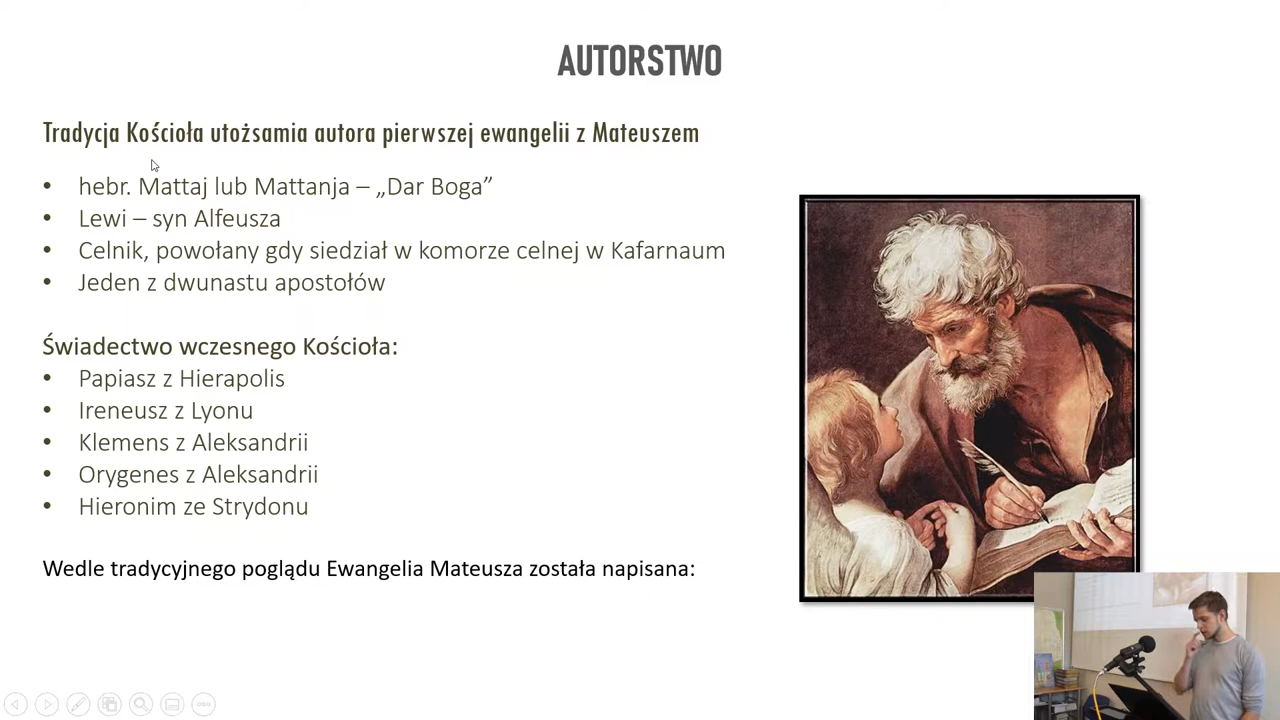 AUTORSTWO
Tradycja Kościoła utożsamia autora pierwszej ewangelii z Mateuszem
• hebr. Mattaj lub Mattanja – „Dar Boga”
• Lewi – syn Alfeusza
• Celnik, powołany gdy siedział w komorze celnej w Kafarnaum
• Jeden z dwunastu apostołów
Świadectwo wczesnego Kościoła:
• Papiasz z Hierapolis
• Ireneusz z Lyonu
• Klemens z Aleksandrii
• Orygenes z Aleksandrii
• Hieronim ze Strydonu
Wedle tradycyjnego poglądu Ewangelia Mateusza została napisana: